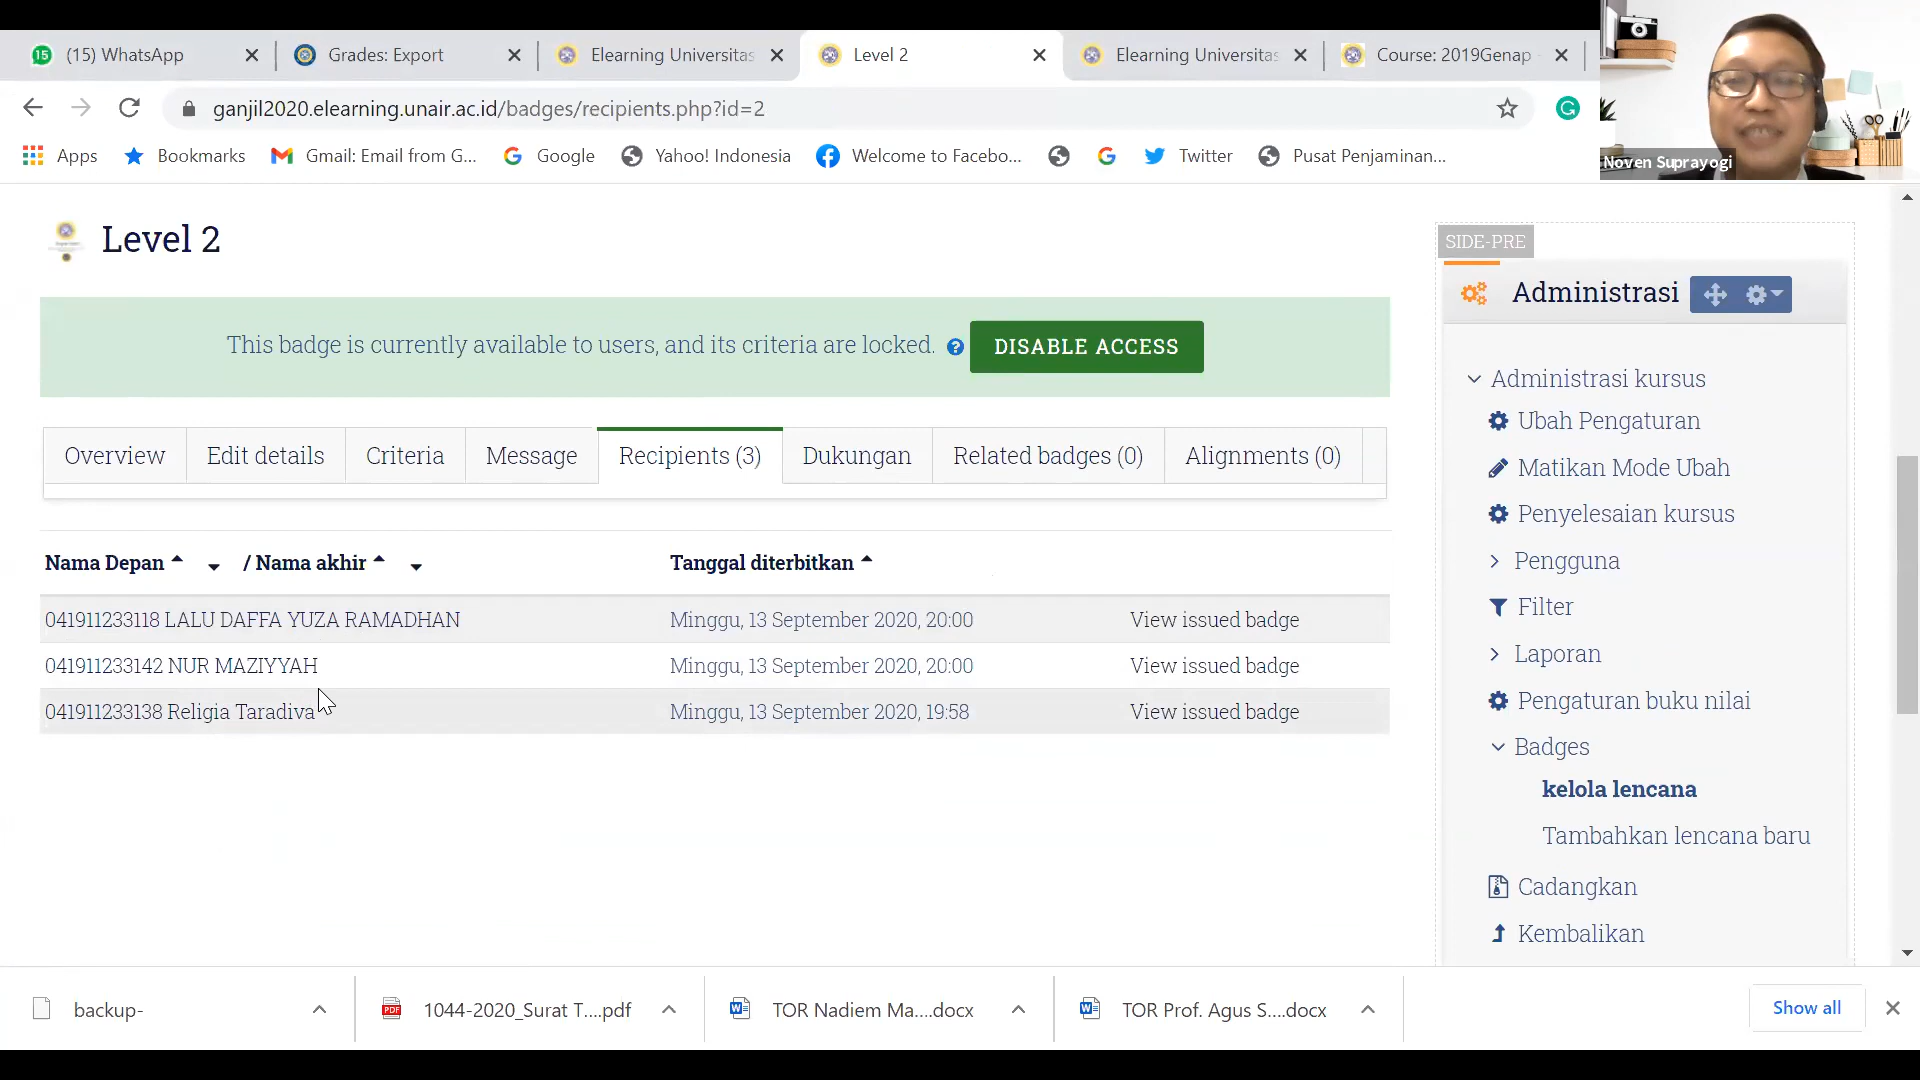 15 (15) WhatsApp
Grades: Export
Elearning Universitas
Level 2
Elearning Universitas
Course: 2019Genap
ganjil2020.elearning.unair.ac.id/badges/recipients.php?id=2
Apps
Bookmarks
Gmail: Email from G...
Google
Yahoo! Indonesia
Welcome to Facebo...
Twitter
Pusat Penjaminan...
Noven Suprayogi
Level 2
This badge is currently available to users, and its criteria are locked.
DISABLE ACCESS
Overview
Edit details
Criteria
Message
Recipients (3)
Dukungan
Related badges (0)
Alignments (0)
Nama Depan / Nama akhir Tanggal diterbitkan
041911233118 LALU DAFFA YUZA RAMADHAN Minggu, 13 September 2020, 20:00 View issued badge
041911233142 NUR MAZIYYAH Minggu, 13 September 2020, 20:00 View issued badge
041911233138 Religia Taradiva Minggu, 13 September 2020, 19:58 View issued badge
SIDE-PRE
Administrasi
Administrasi kursus
Ubah Pengaturan
Matikan Mode Ubah
Penyelesaian kursus
Pengguna
Filter
Laporan
Pengaturan buku nilai
Badges
kelola lencana
Tambahkan lencana baru
Cadangkan
Kembalikan
backup-
1044-2020_Surat T....pdf
TOR Nadiem Ma....docx
TOR Prof. Agus S....docx
Show all